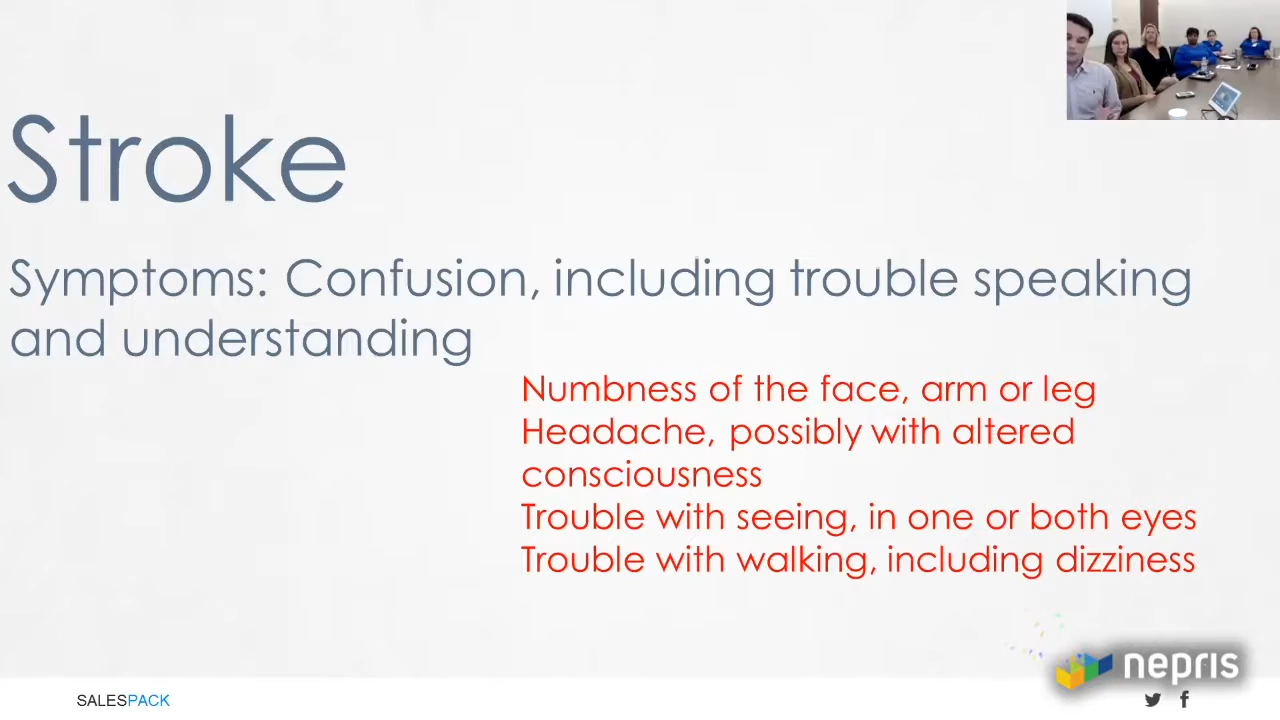 Stroke
Symptoms: Confusion, including trouble speaking
and understanding
Numbness of the face, arm or leg
Headache, possibly with altered
consciousness
Trouble with seeing, in one or both eyes
Trouble with walking, including dizziness
nepris
SALESPACK